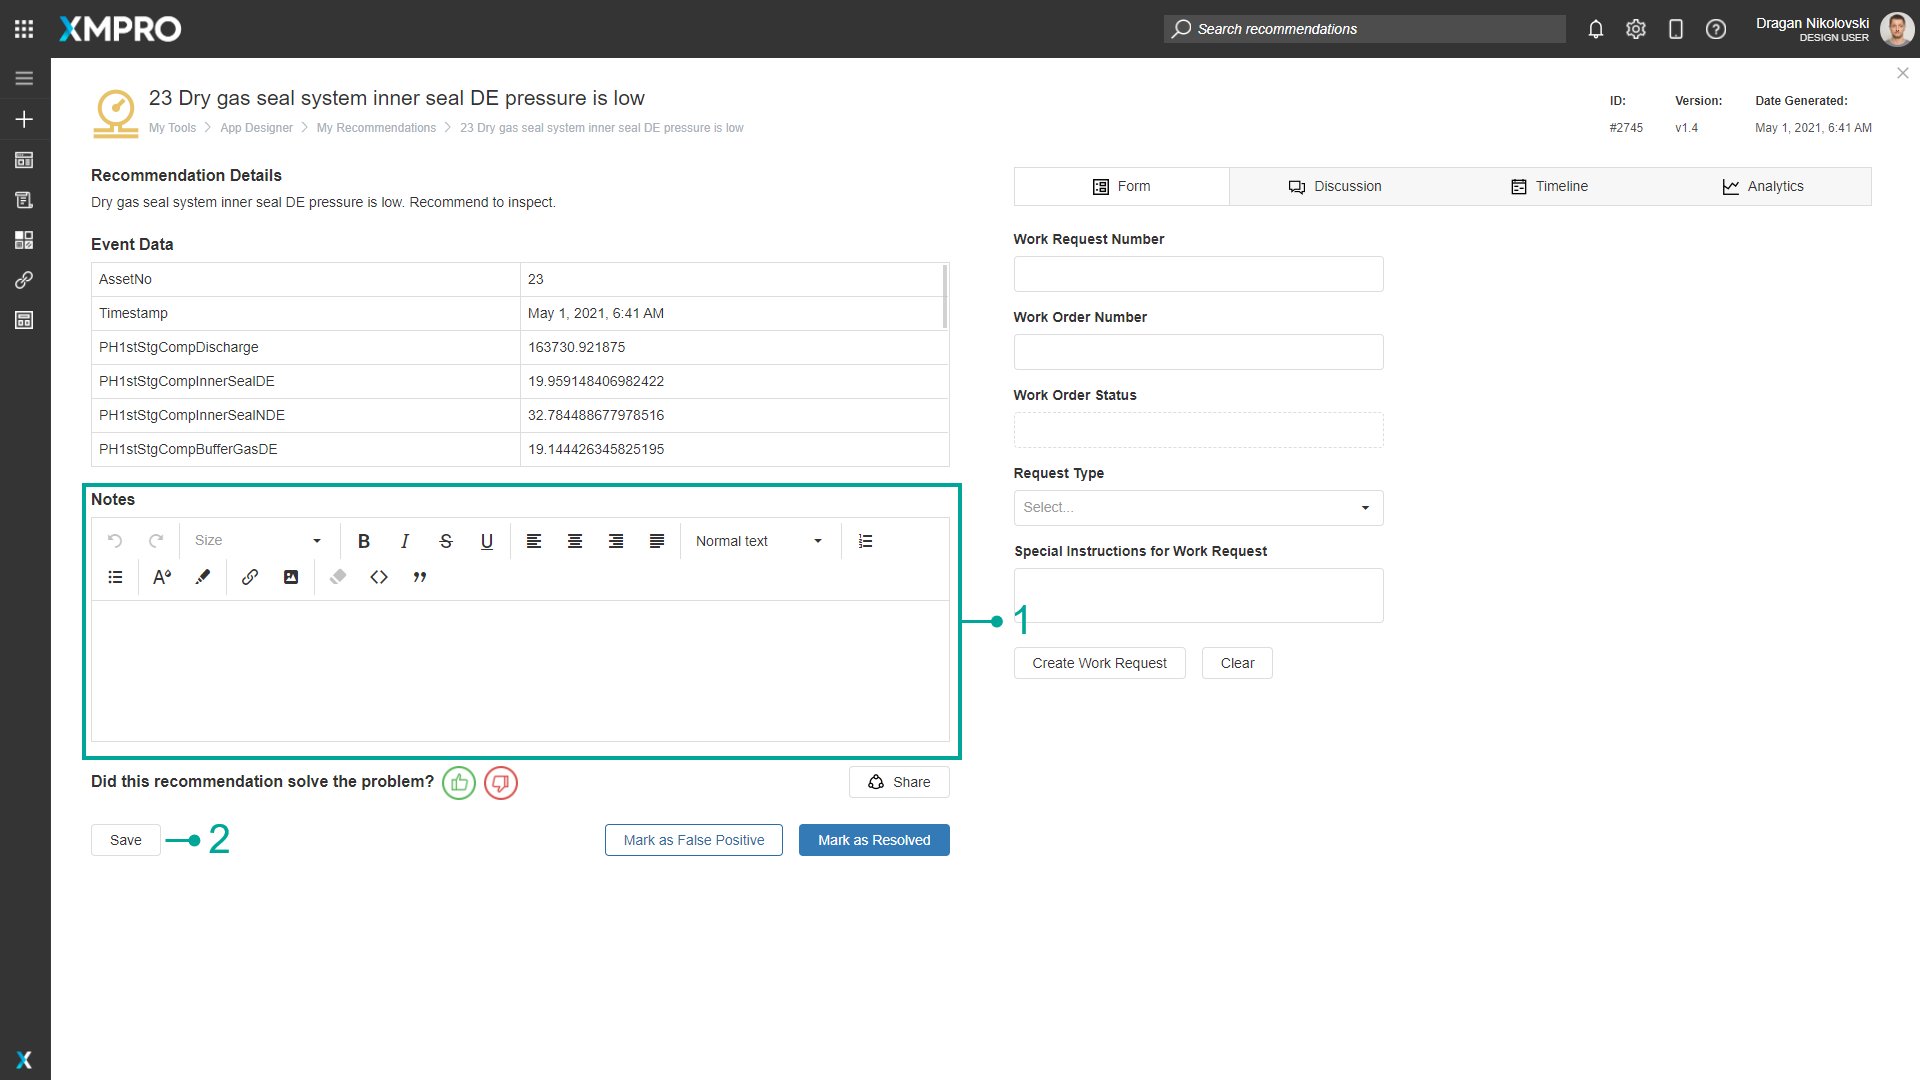 XMPRO
Search recommendations
Dragan Nikolovski
DESIGN USER
23 Dry gas seal system inner seal DE pressure is low
My Tools > App Designer > My Recommendations > 23 Dry gas seal system inner seal DE pressure is low
ID: Version: Date Generated:
#2745 v1.4 May 1, 2021, 6:41 AM
Recommendation Details
Dry gas seal system inner seal DE pressure is low. Recommend to inspect.
Event Data
AssetNo 23
Timestamp May 1, 2021, 6:41 AM
PH1stStgCompDischarge 163730.921875
PH1stStgCompInnerSealDE 19.959148406982422
PH1stStgCompInnerSealNDE 32.784488677978516
PH1stStgCompBufferGasDE 19.144426345825195
Notes
Size B I S U Normal text
A
1
Did this recommendation solve the problem?
Share
Save
2
Mark as False Positive
Mark as Resolved
Form Discussion Timeline Analytics
Work Request Number
Work Order Number
Work Order Status
Request Type
Select...
Special Instructions for Work Request
Create Work Request
Clear
X